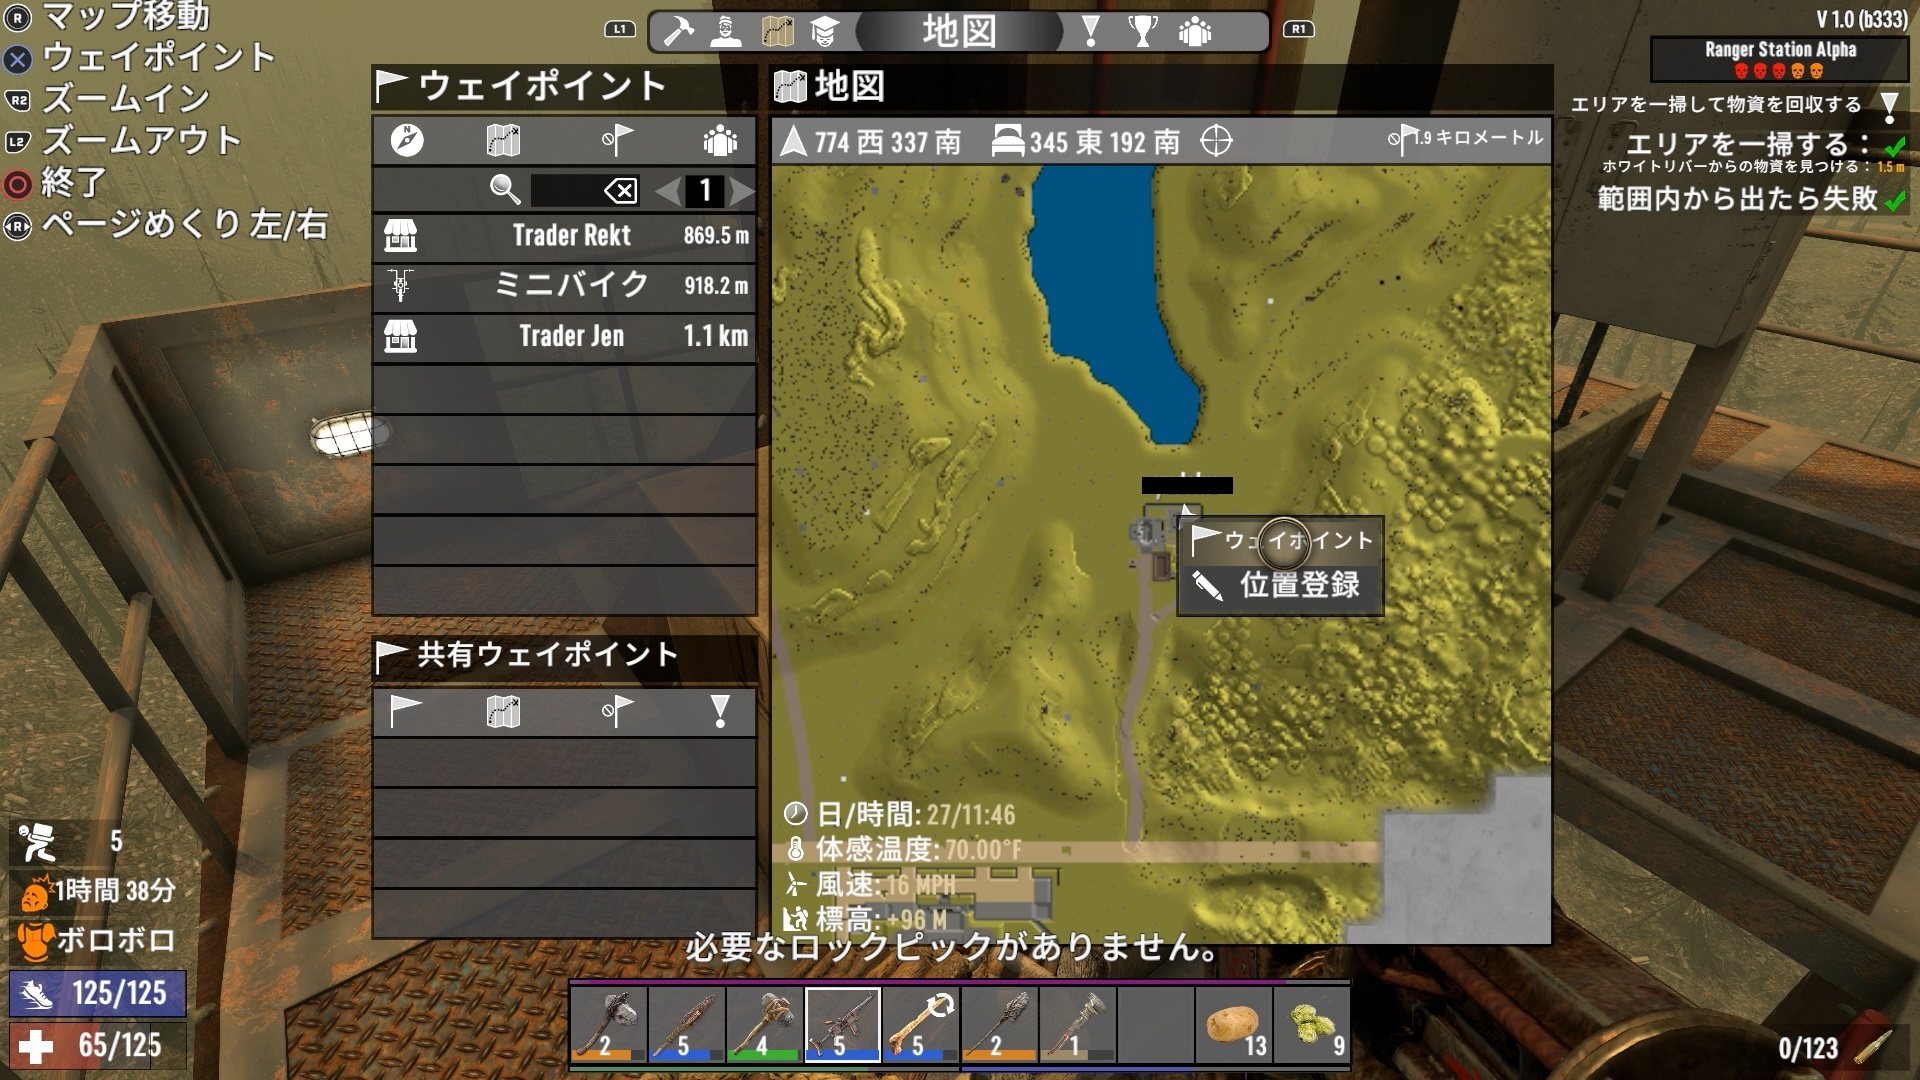 R マップ移動
ウェイポイント
R2 ズームイン
L2 ズームアウト
終了
R ページめくり 左/右
L1
地図
R1
V 1.0 (b333)
Ranger Station Alpha
エリアを一掃して物資を回収する
エリアを一掃する：
ホワイトリバーからの物資を見つける： 1.5 m
範囲内から出たら失敗
ウェイポイント
N
1
Trader Rekt 869.5 m
ミニバイク 918.2 m
Trader Jen 1.1 km
共有ウェイポイント
地図
774 西 337 南 345 東 192 南 1.9 キロメートル
ウェイポイント
位置登録
日/時間: 27/11:46
体感温度: 70.00°F
風速: 16 MPH
標高: +96 M
必要なロックピックがありません。
5
1時間 38分
ボロボロ
125/125
65/125
2 5 4 5 5 2 1 13 9
0/123